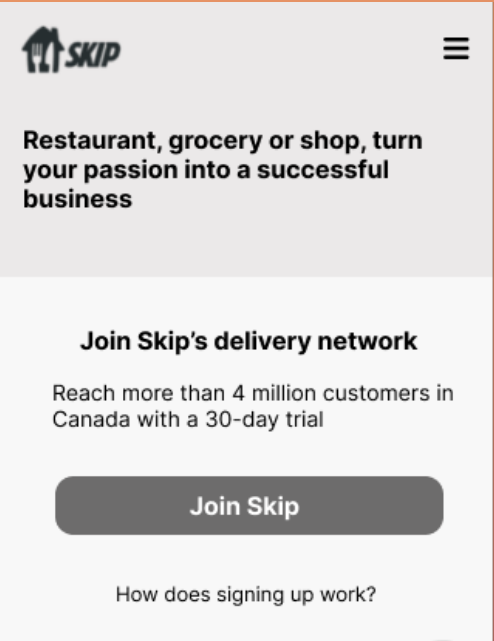 SKIP
Restaurant, grocery or shop, turn
your passion into a successful
business
Join Skip’s delivery network
Reach more than 4 million customers in
Canada with a 30-day trial
Join Skip
How does signing up work?